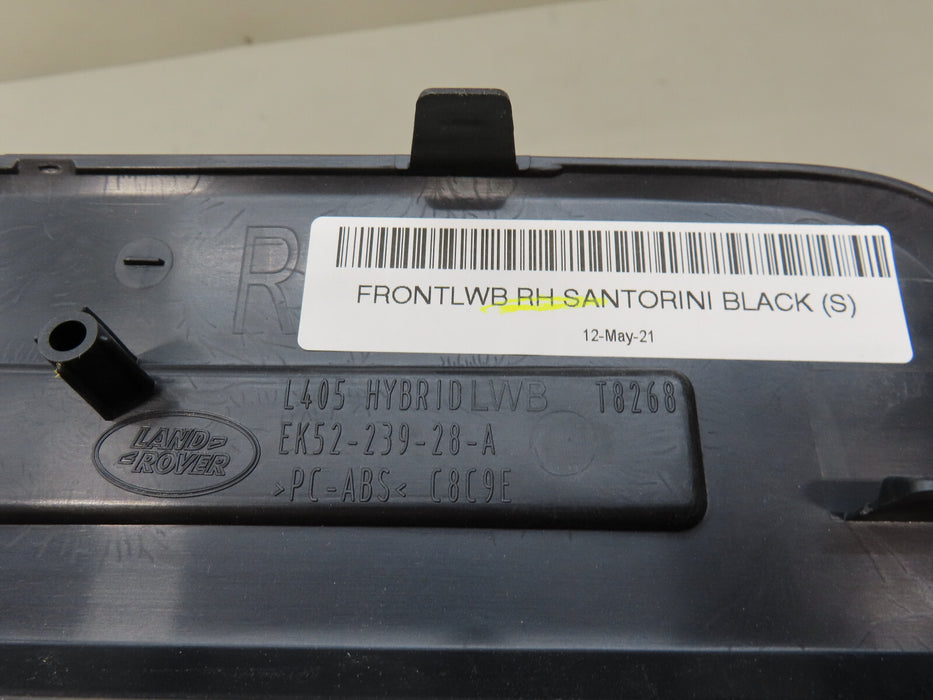 R
FRONTLWB RH SANTORINI BLACK (S)
12-May-21
L405 HYBRID LWB T8268
LAND-
-ROVER
EK52-239-28-A
>PC-ABS< C8C9E